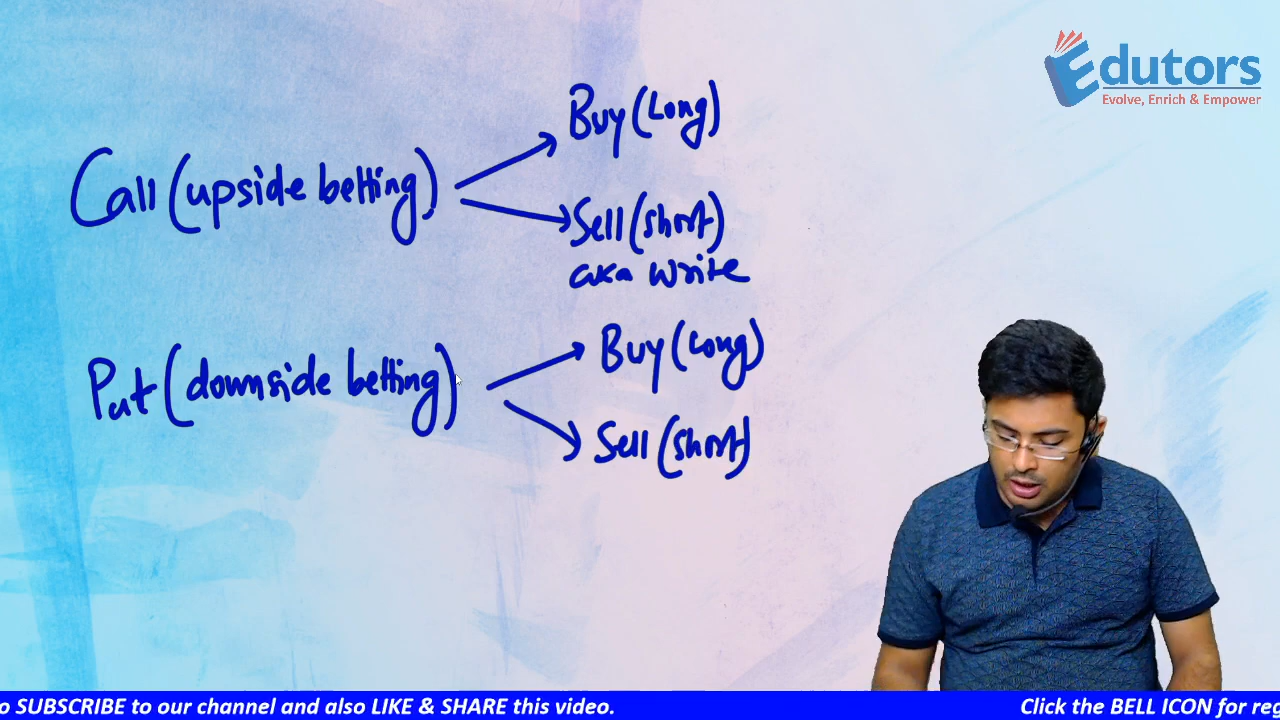 Edutors
Evolve, Enrich & Empower
Call (upside betting)
Buy (Long)
Sell (short)
aka write
Put (downside betting)
Buy (Long)
Sell (short)
o SUBSCRIBE to our channel and also LIKE & SHARE this video.
Click the BELL ICON for reg